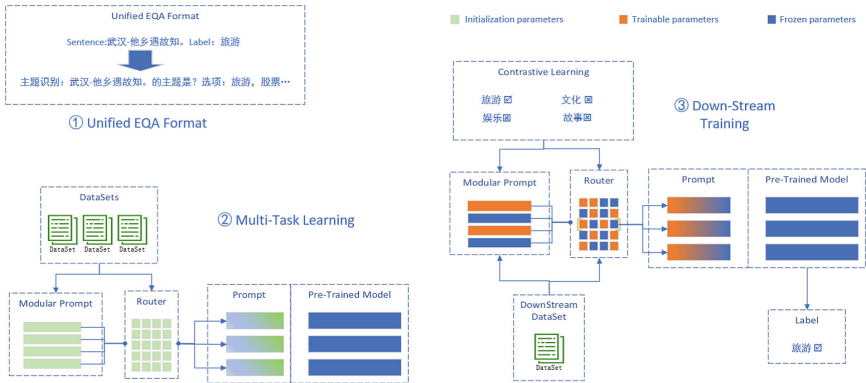 Unified EQA Format
Sentence:武汉-他乡遇故知。Label：旅游
主题识别：武汉-他乡遇故知。的主题是？选项：旅游，股票…
① Unified EQA Format
DataSets
DataSet DataSet DataSet
② Multi-Task Learning
Modular Prompt
Router
Prompt
Pre-Trained Model
Initialization parameters
Trainable parameters
Frozen parameters
Contrastive Learning
旅游 ☑ 文化 ☒
娱乐☒ 故事☒
③ Down-Stream
Training
Modular Prompt
Router
Prompt
Pre-Trained Model
DownStream
DataSet
DataSet
Label
旅游 ☑